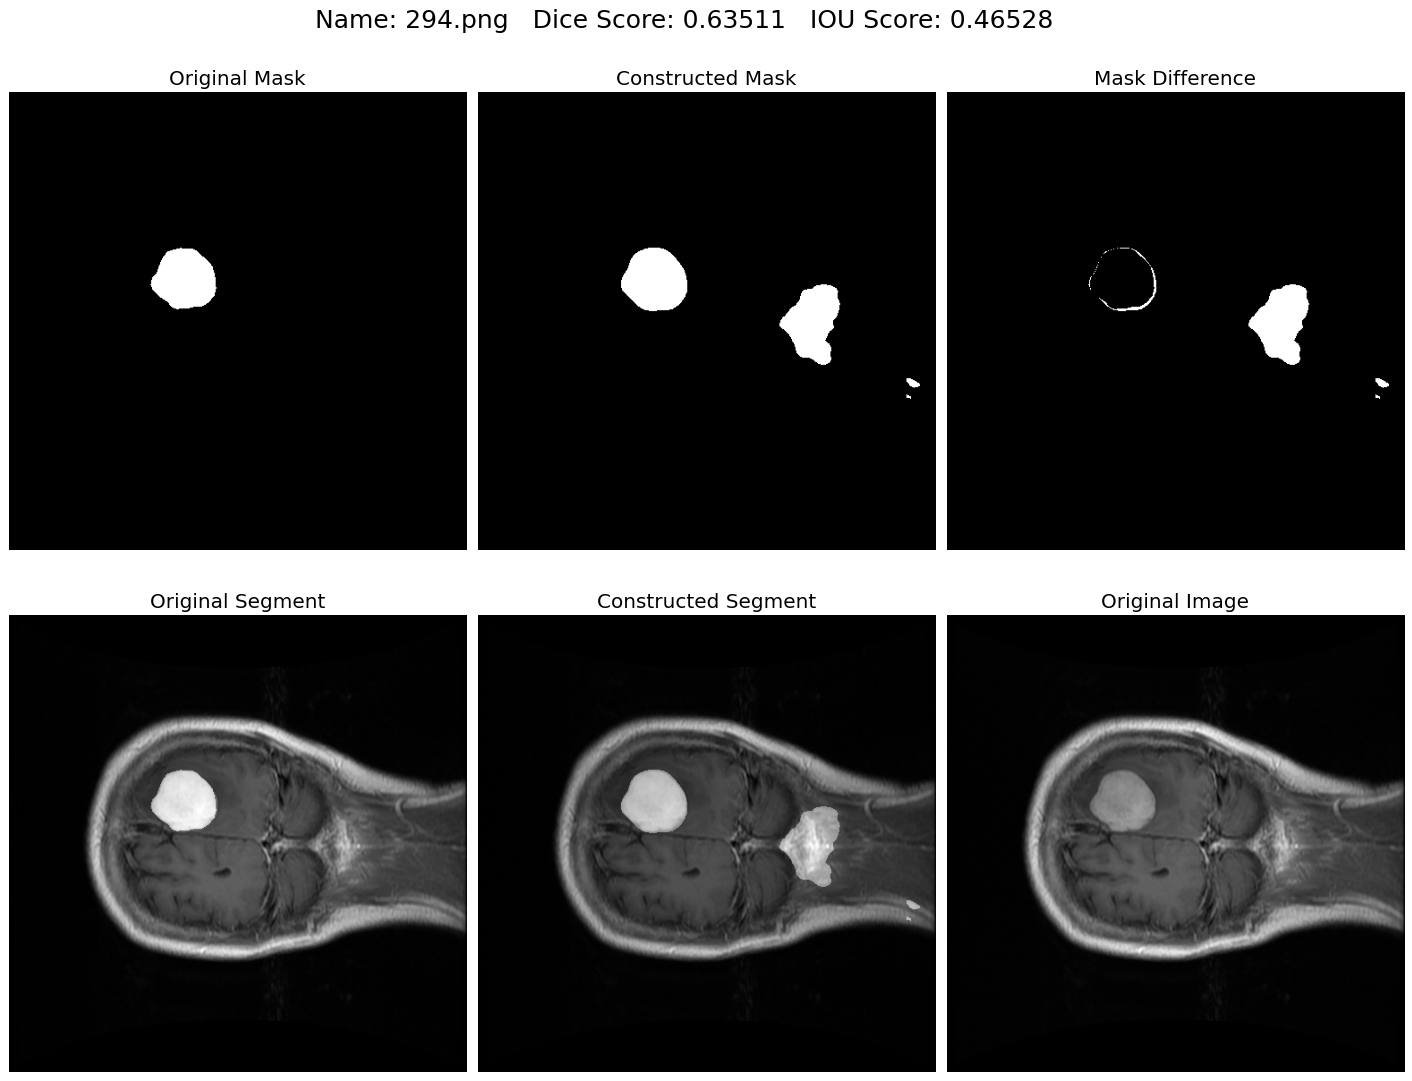 Name: 294.png   Dice Score: 0.63511   IOU Score: 0.46528
Original Mask
Constructed Mask
Mask Difference
Original Segment
Constructed Segment
Original Image